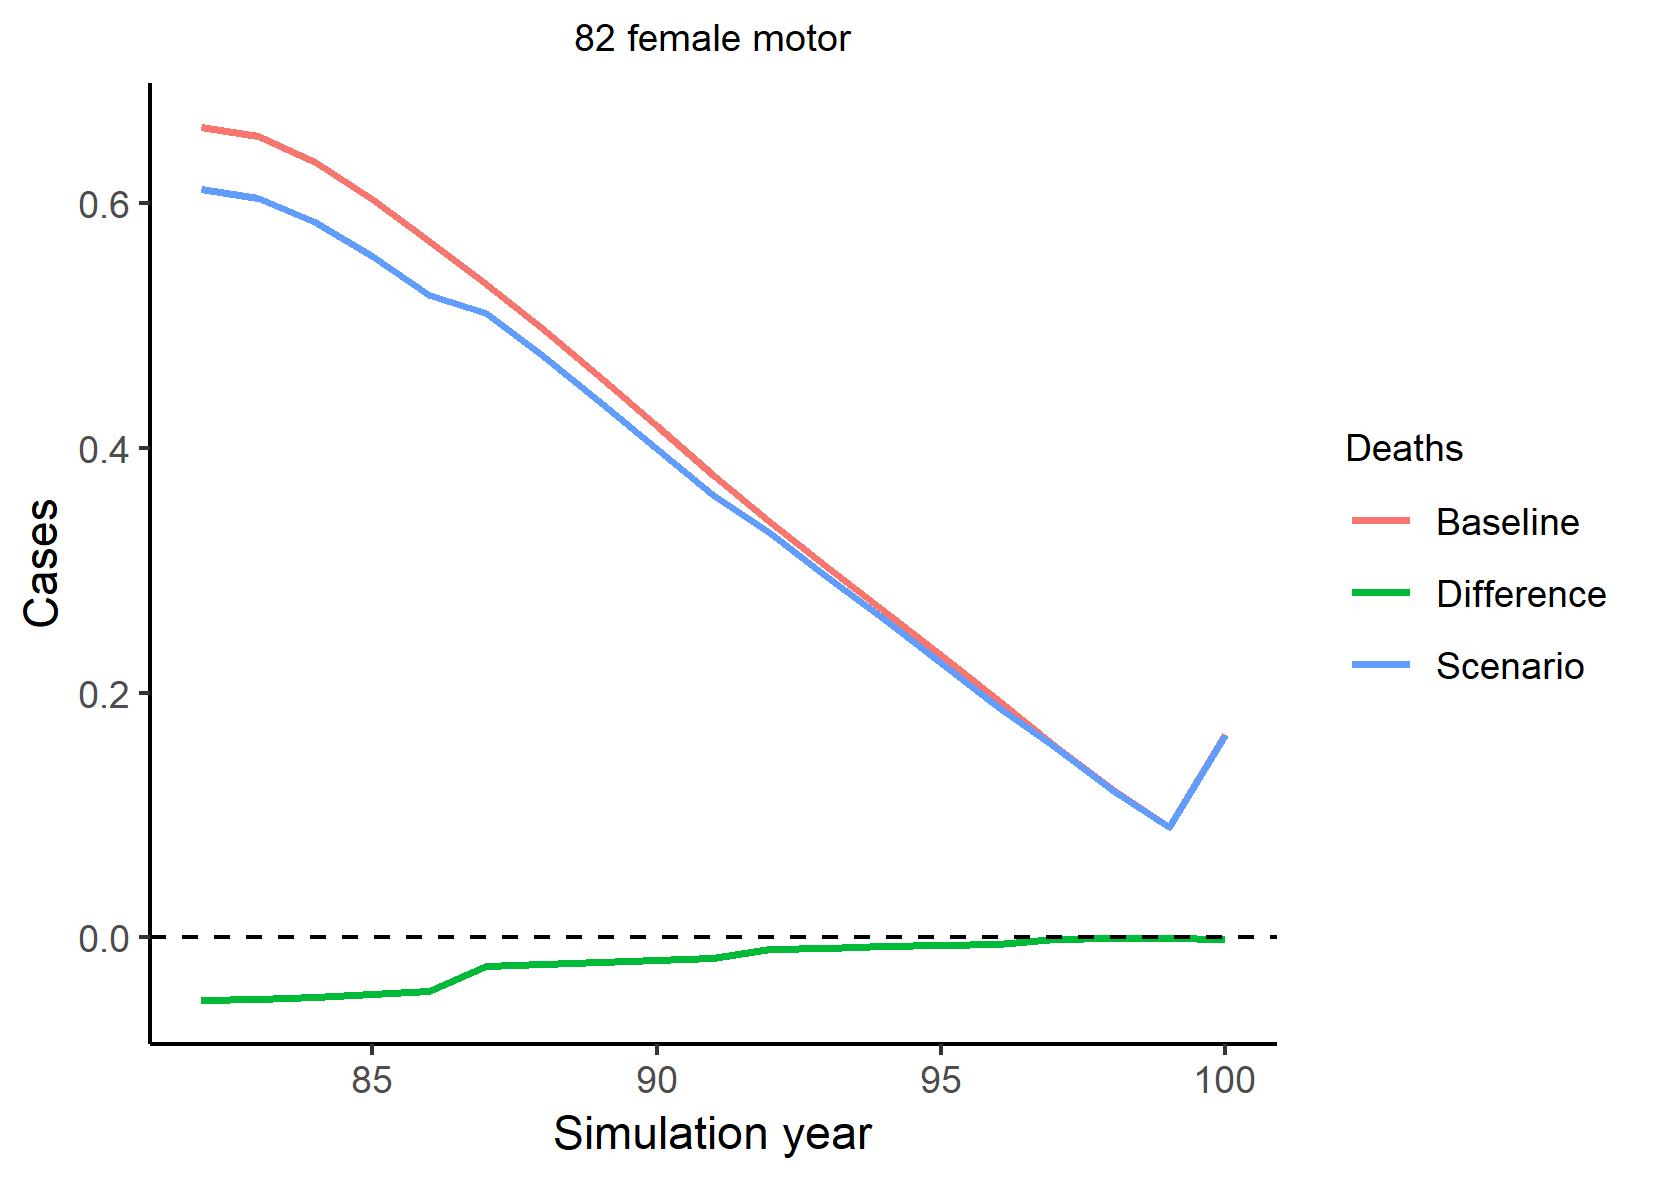 82 female motor
Cases
0.6
0.4
0.2
0.0
85
90
95
100
Simulation year
Deaths
Baseline
Difference
Scenario